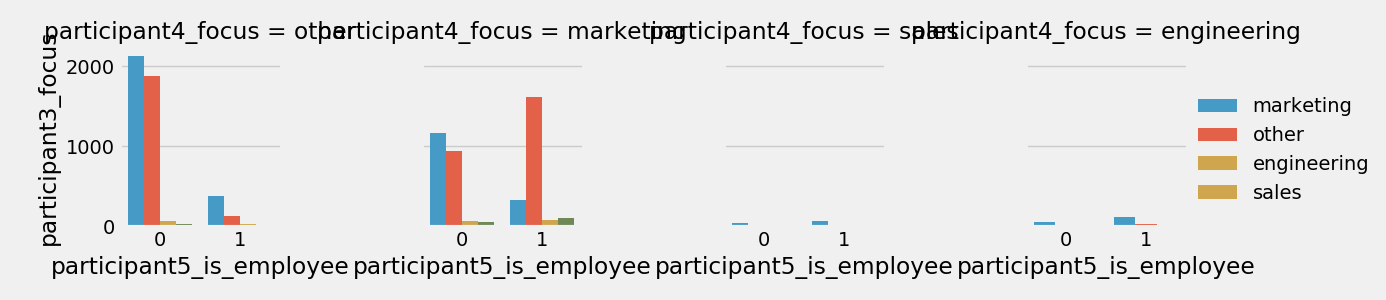 participant4_focus = other
participant4_focus = marketing
participant4_focus = sales
participant4_focus = engineering
participant3_focus
2000
1000
0
marketing
other
engineering
sales
0 1
0 1
0 1
0 1
participant5_is_employee
participant5_is_employee
participant5_is_employee
participant5_is_employee